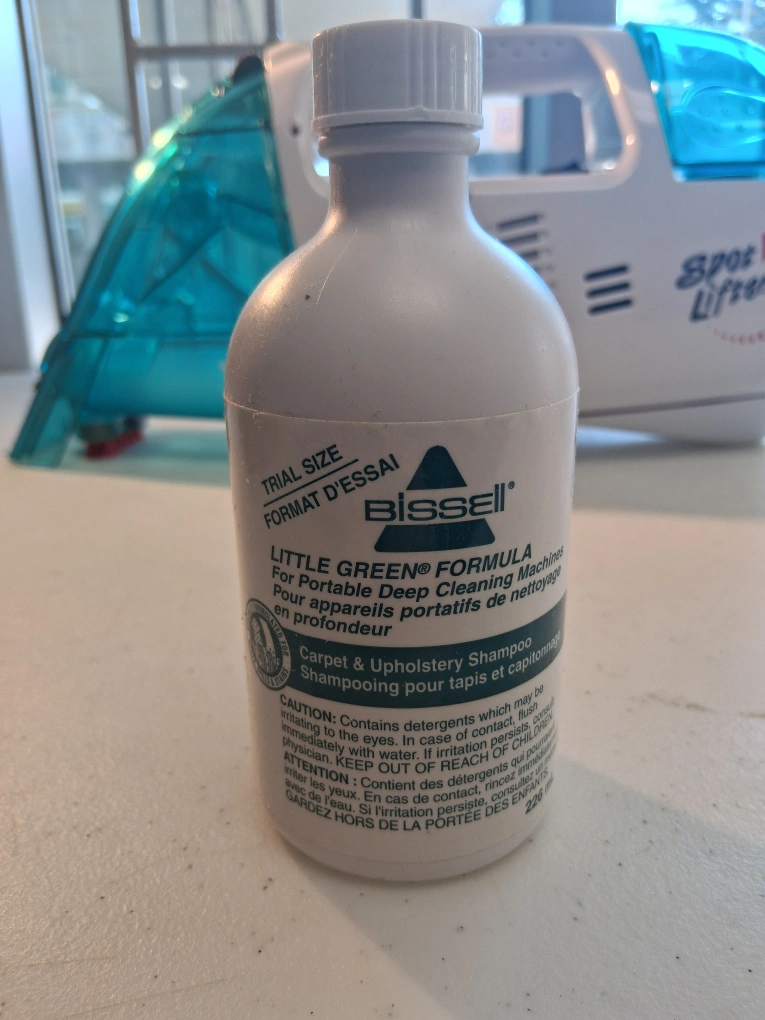 Spot
Lifter
TRIAL SIZE
FORMAT D'ESSAI
BISSELL®
LITTLE GREEN® FORMULA
For Portable Deep Cleaning Machines
Pour appareils portatifs de nettoyage
en profondeur
Carpet & Upholstery Shampoo
Shampooing pour tapis et capitonnage
CAUTION: Contains detergents which may be
irritating to the eyes. In case of contact, flush
immediately with water. If irritation persists, consult
physician. KEEP OUT OF REACH OF CHILDREN.
ATTENTION : Contient des détergents qui pourraient
irriter les yeux. En cas de contact, rincez immédiatement
avec de l'eau. Si l'irritation persiste, consultez
GARDEZ HORS DE LA PORTÉE DES ENFANTS.
226 mL